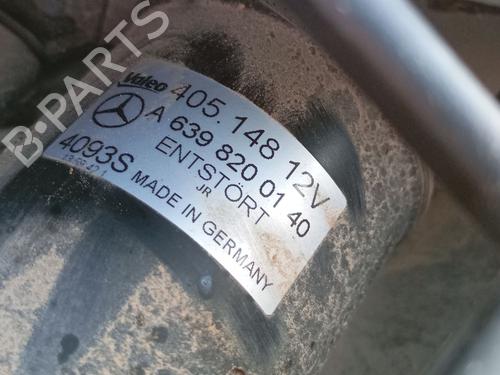 B-PARTS
Valeo 405.148 12V
A 639 820 01 40
ENTSTÖRT
4093S JR
MADE IN GERMANY